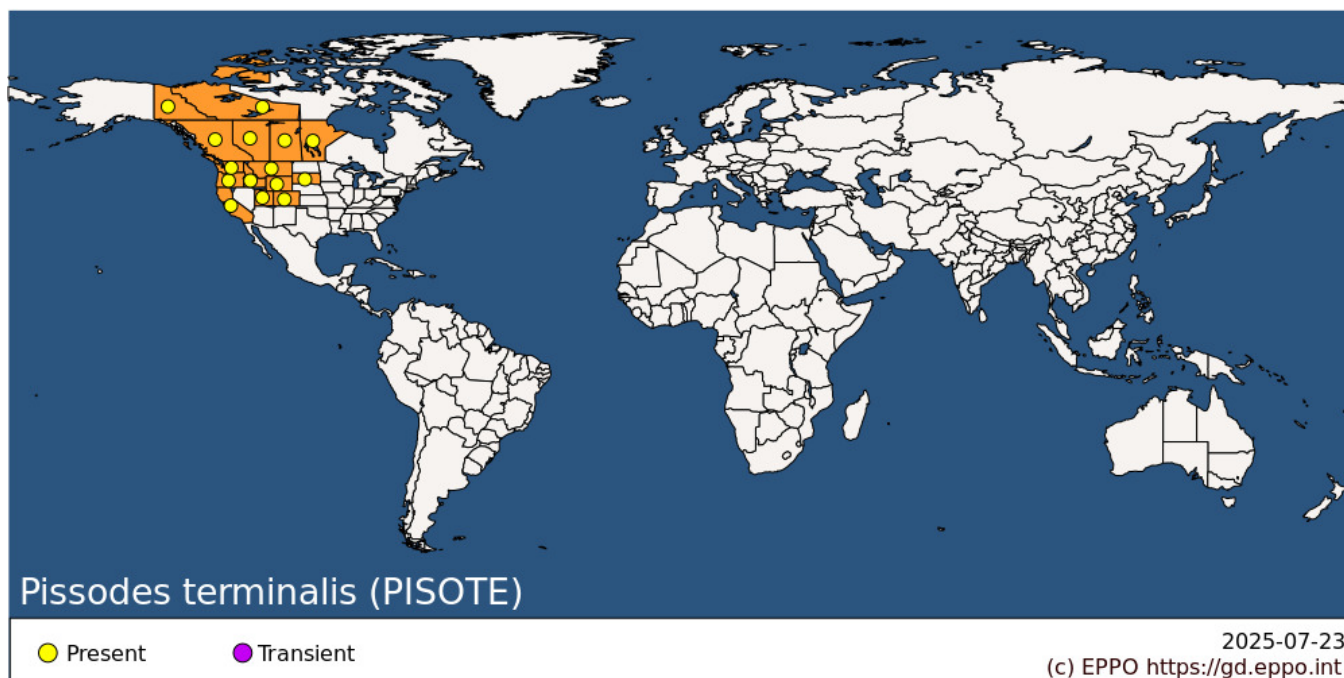 Pissodes terminalis (PISOTE)
Present
Transient
2025-07-23
(c) EPPO https://gd.eppo.int